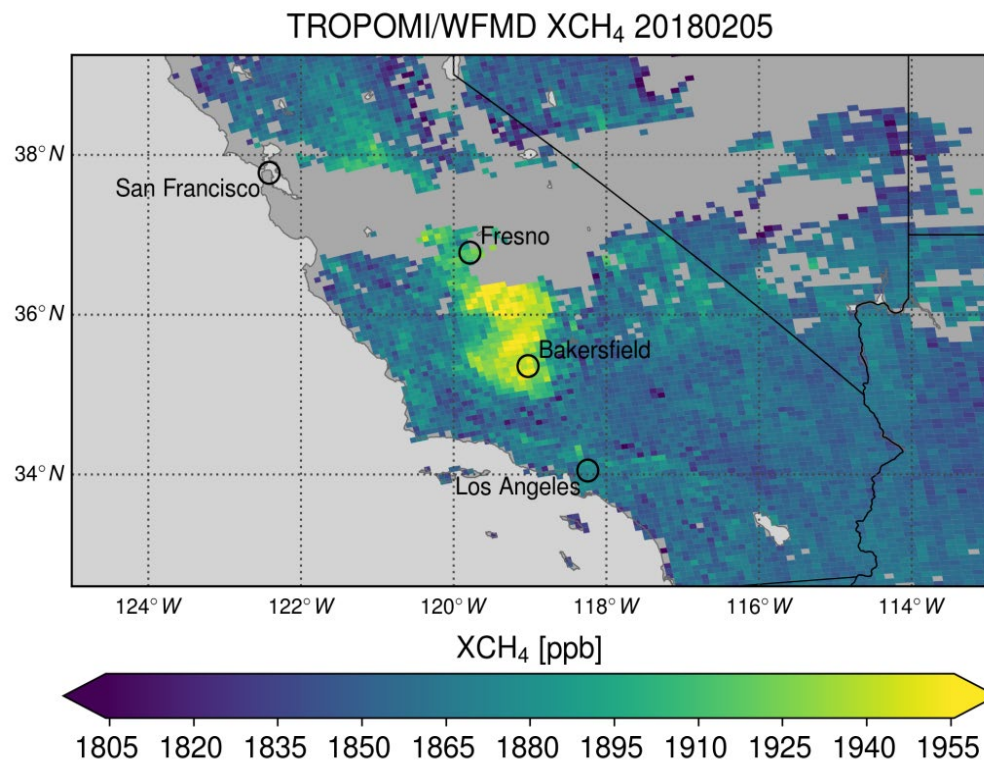 TROPOMI/WFMD XCH₄ 20180205
38°N
San Francisco
Fresno
36°N
Bakersfield
34°N
Los Angeles
124°W 122°W 120°W 118°W 116°W 114°W
XCH₄ [ppb]
1805 1820 1835 1850 1865 1880 1895 1910 1925 1940 1955